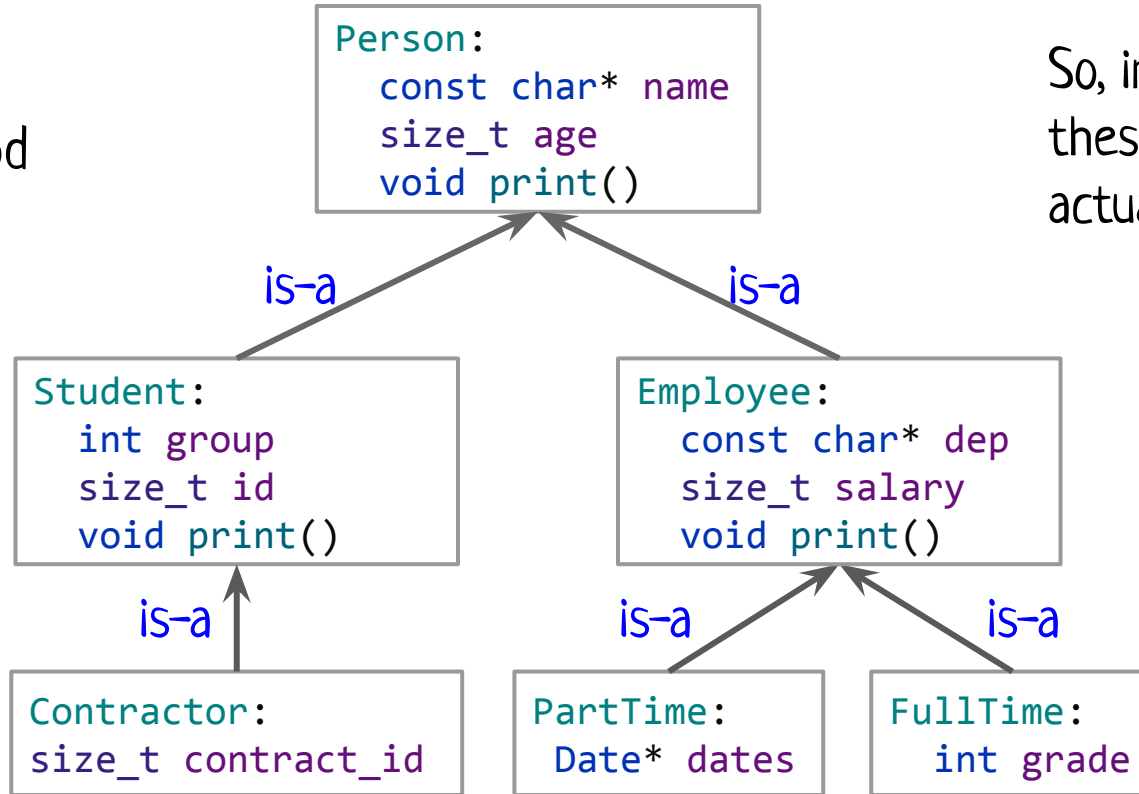 Person:
const char* name
size_t age
void print()
So, in
thes
actua
od
is-a
is-a
Student:
int group
size_t id
void print()
Employee:
const char* dep
size_t salary
void print()
is-a
is-a
is-a
Contractor:
size_t contract_id
PartTime:
Date* dates
FullTime:
int grade